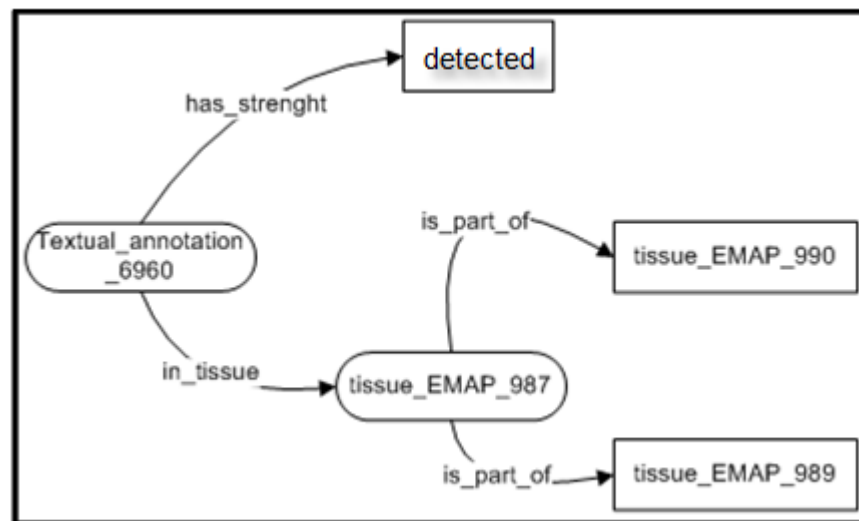 detected
has_strenght
Textual_annotation
_6960
is_part_of
tissue_EMAP_990
in_tissue
tissue_EMAP_987
is_part_of
tissue_EMAP_989